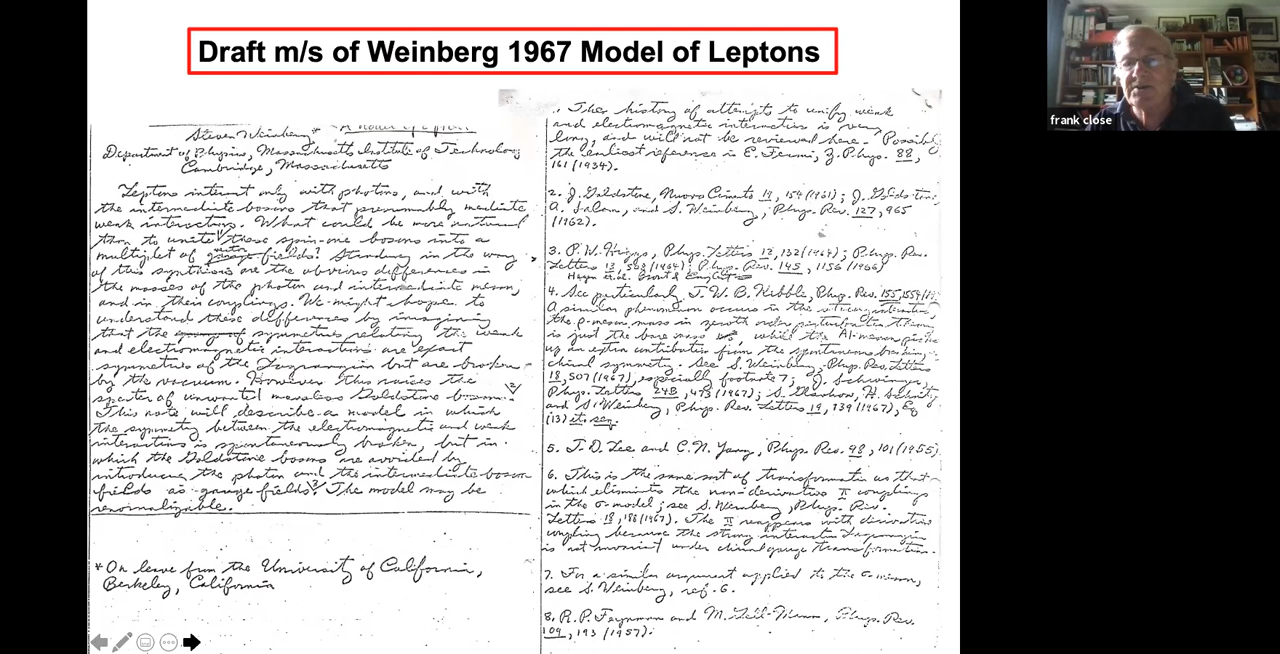 Draft m/s of Weinberg 1967 Model of Leptons
frank close
Steven Weinberg*
A model of leptons
Department of Physics, Massachusetts Institute of Technology
Cambridge, Massachusetts
Leptons interact only with photons, and with
the intermediate bosons that presumably mediate
weak interactions. What could be more natural
than to unite these spin-one bosons into a
multiplet of gauge fields? Standing in the way
of this synthesis are the obvious differences in
the masses of the photon and intermediate meson,
and in their couplings. We might hope to
understand these differences by imagining
that the symmetries relating the weak
and electromagnetic interactions are exact
symmetries of the Lagrangian but are broken
by the vacuum. However this raises the
specter of unwanted massless Goldstone bosons.
This note will describe a model in which
the symmetry between the electromagnetic and weak
interactions is spontaneously broken, but in
which the Goldstone bosons are avoided by
introducing the photon and the intermediate boson
fields as gauge fields. The model may be
renormalizable.
* On leave from the University of California,
Berkeley, California
1. The history of attempts to unify weak
and electromagnetic interactions is very
long, and will not be reviewed here. Possibly
the earliest reference is E. Fermi, Z. Phys. 88,
161 (1934).
2. J. Goldstone, Nuovo Cimento 19, 154 (1961); J. Goldstone,
A. Salam, and S. Weinberg, Phys. Rev. 127, 965
(1962).
3. P. W. Higgs, Phys. Letters 12, 132 (1964); Phys. Rev.
Letters 13, 508 (1964); Phys. Rev. 145, 1156 (1966)
4. See particularly T. W. B. Kibble, Phys. Rev. 155, 1554
A similar phenomenon occurs in the strong interactions;
the ρ-meson mass in zeroth order perturbation theory
is just the bare mass, while the A1-meson picks
up an extra contribution from the spontaneous breaking
chiral symmetry. See S. Weinberg, Phys. Rev. Letters
18, 507 (1967), especially footnote 7; J. Schwinger,
Phys. Letters 24B, 473 (1967); S. Glashow, H. Schnitzer
and S. Weinberg, Phys. Rev. Letters 19, 139 (1967), Eq
(13) et. seq.
5. T. D. Lee and C. N. Yang, Phys. Rev. 98, 101 (1955)
6. This is the same sort of transformation as that
which eliminates the non-derivative π couplings
in the σ-model; see S. Weinberg, Phys. Rev.
Letters 18, 188 (1967). The π reappears with derivative
coupling because the strong interaction Lagrangian
is not invariant under chiral gauge transformation.
7. For a similar argument applied to the σ-meson,
see S. Weinberg, ref. 6.
8. R. P. Feynman and M. Gell-Mann, Phys. Rev.
109, 193 (1957).